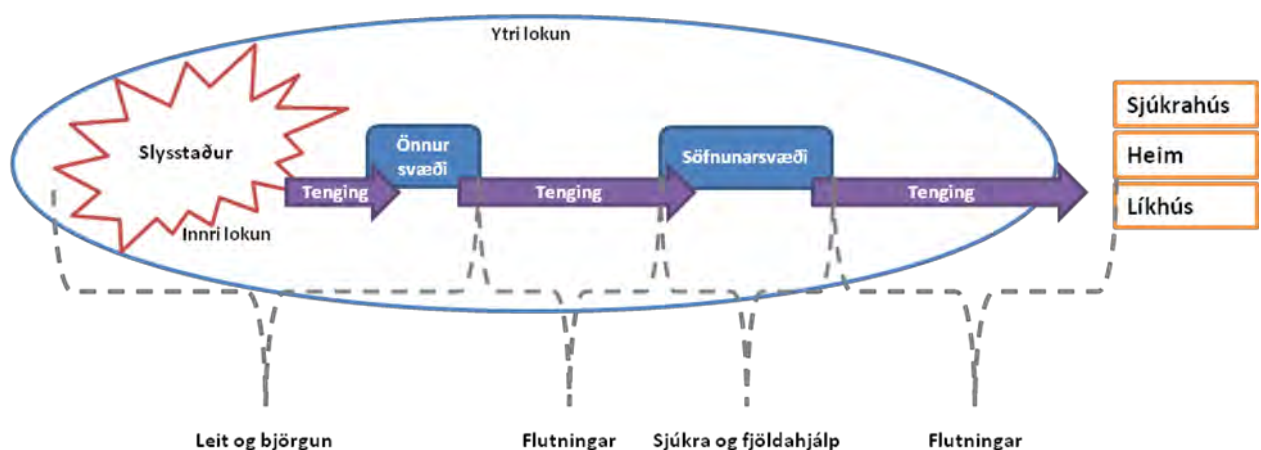 Ytri lokun
Slysstaður
Innri lokun
Tenging
Önnur
svæði
Tenging
Söfnunarsvæði
Tenging
Sjúkrahús
Heim
Líkhús
Leit og björgun
Flutningar
Sjúkra og fjöldahjálp
Flutningar